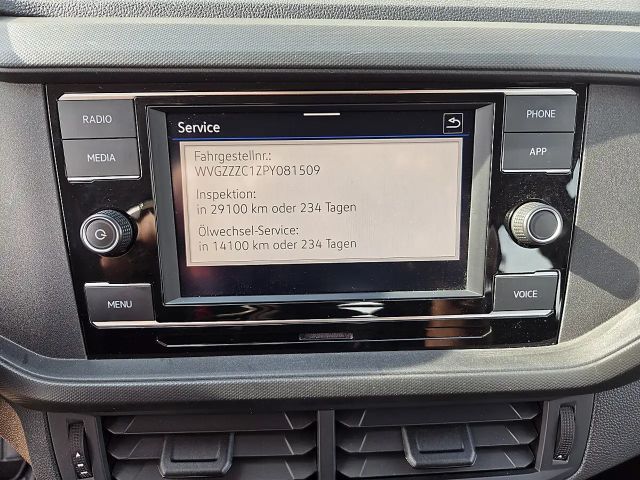 RADIO
MEDIA
MENU
Service
Fahrgestellnr.:
WVGZZZC1ZPY081509
Inspektion:
in 29100 km oder 234 Tagen
Ölwechsel-Service:
in 14100 km oder 234 Tagen
PHONE
APP
VOICE